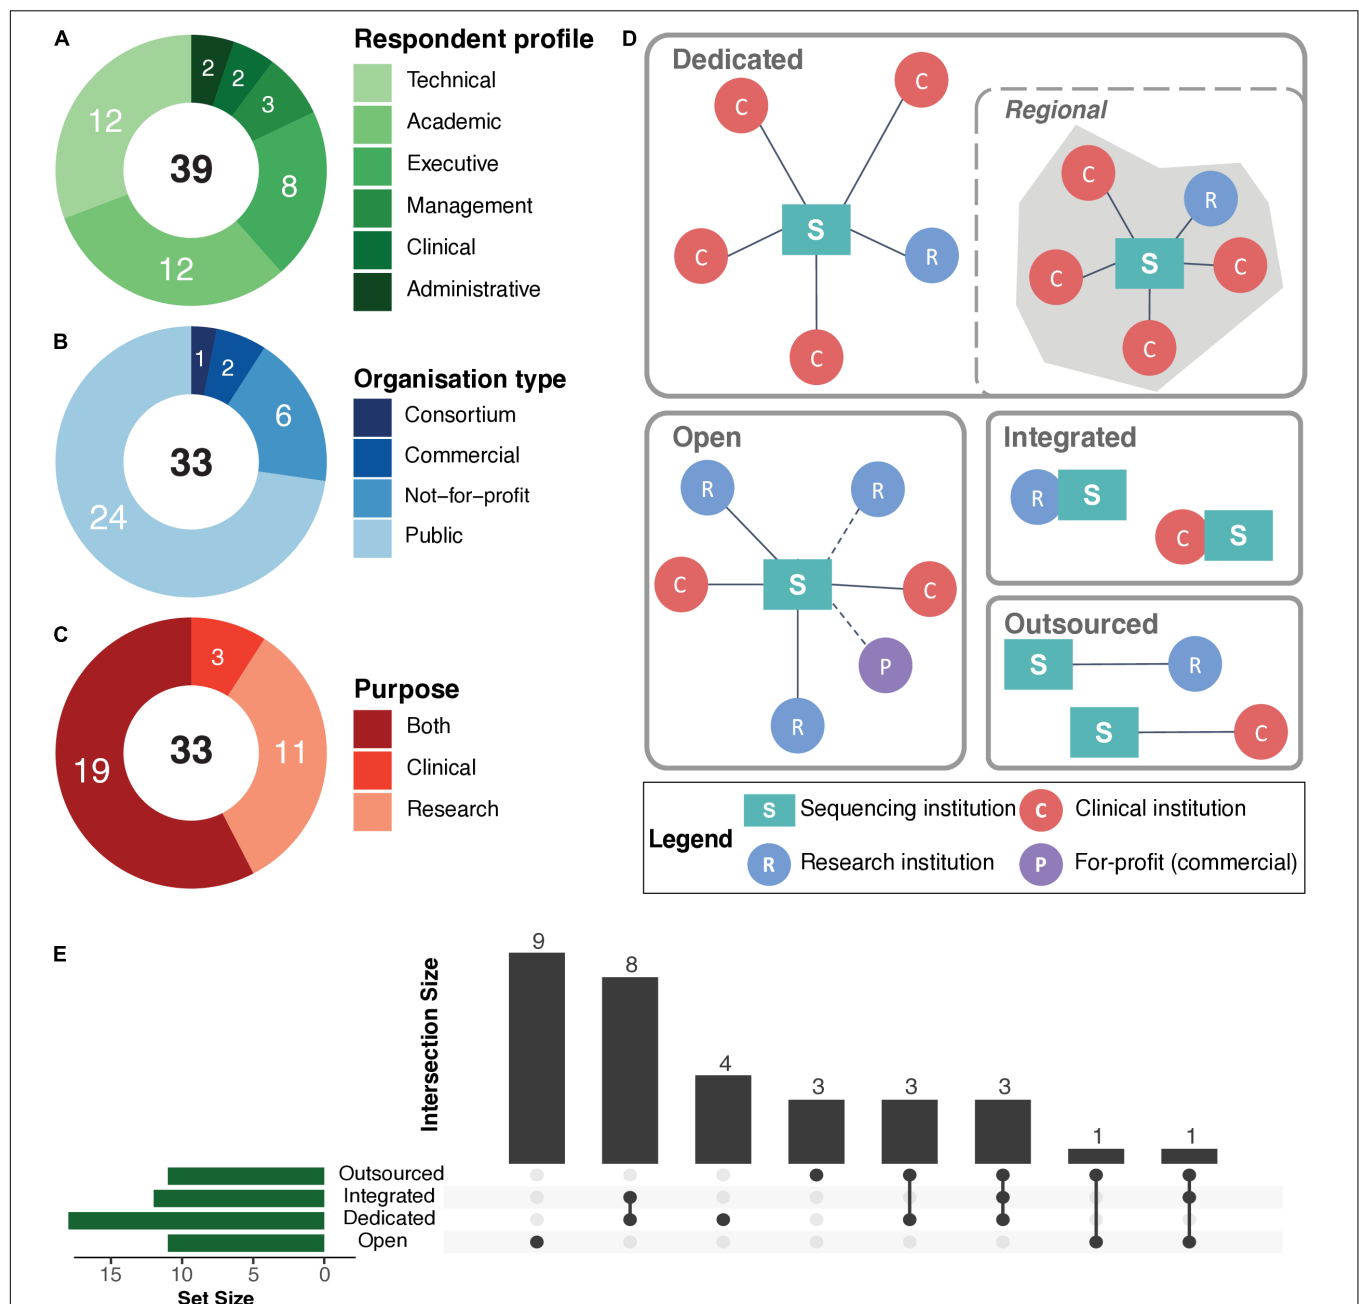 A
Respondent profile
2
2
3
8
12
12
39
Technical
Academic
Executive
Management
Clinical
Administrative
B
Organisation type
1
2
6
24
33
Consortium
Commercial
Not–for–profit
Public
C
Purpose
3
11
19
33
Both
Clinical
Research
D
Dedicated
C
C
C
S
R
C
Regional
C
R
C
S
C
C
Open
R
R
C
S
C
P
R
Integrated
R S
C S
Outsourced
S R
S C
Legend
S Sequencing institution
C Clinical institution
R Research institution
P For-profit (commercial)
E
Intersection Size
9
8
4
3
3
3
1
1
Outsourced
Integrated
Dedicated
Open
15 10 5 0
Set Size